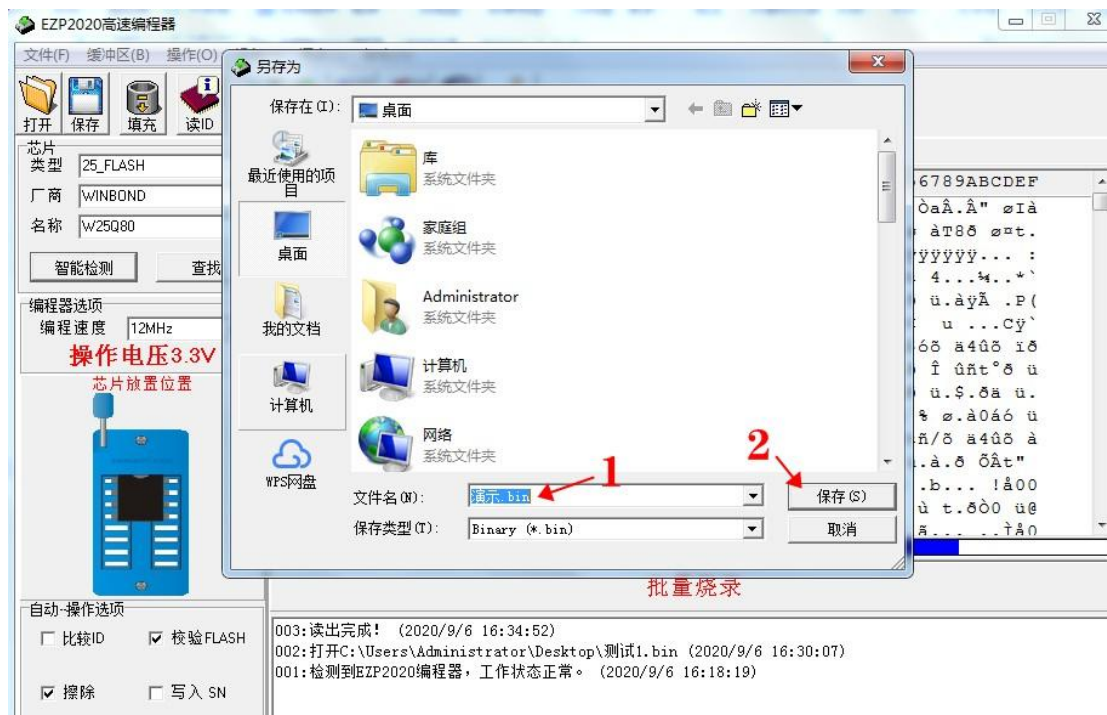 EZP2020高速编程器
文件(F) 缓冲区(B) 操作(O)
打开 保存 填充 读ID
芯片
类型 25_FLASH
厂商 WINBOND
名称 W25Q80
智能检测 查找
编程器选项
编程速度 12MHz
操作电压3.3V
芯片放置位置
自动-操作选项
比较ID 校验FLASH
擦除 写入 SN
另存为
保存在(I): 桌面
最近使用的项目
桌面
我的文档
计算机
WPS网盘
库
系统文件夹
家庭组
系统文件夹
Administrator
系统文件夹
计算机
系统文件夹
网络
系统文件夹
1
2
文件名(N): 演示.bin 保存(S)
保存类型(T): Binary (*.bin) 取消
6789ABCDEF
批量烧录
003:读出完成! (2020/9/6 16:34:52)
002:打开C:\Users\Administrator\Desktop\测试1.bin (2020/9/6 16:30:07)
001:检测到EZP2020编程器，工作状态正常。 (2020/9/6 16:18:19)